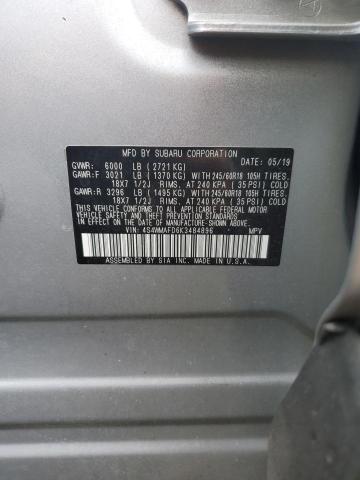 MFD. BY SUBARU CORPORATION
DATE: 05/19
GVWR: 6000 LB (2721 KG)
GAWR:F 3021 LB (1370 KG) WITH 245/60R18 105H TIRES,
18X7 1/2J RIMS, AT 240 KPA (35 PSI) COLD
GAWR:R 3296 LB (1495 KG) WITH 245/60R18 105H TIRES,
18X7 1/2J RIMS, AT 240 KPA (35 PSI) COLD
THIS VEHICLE CONFORMS TO ALL APPLICABLE FEDERAL MOTOR
VEHICLE SAFETY, BUMPER, AND THEFT PREVENTION STANDARDS
IN EFFECT ON THE DATE OF MANUFACTURE SHOWN ABOVE.
VIN: 4S4WMAFD6K3484896 MPV
ASSEMBLED BY SIA INC. MADE IN U.S.A.